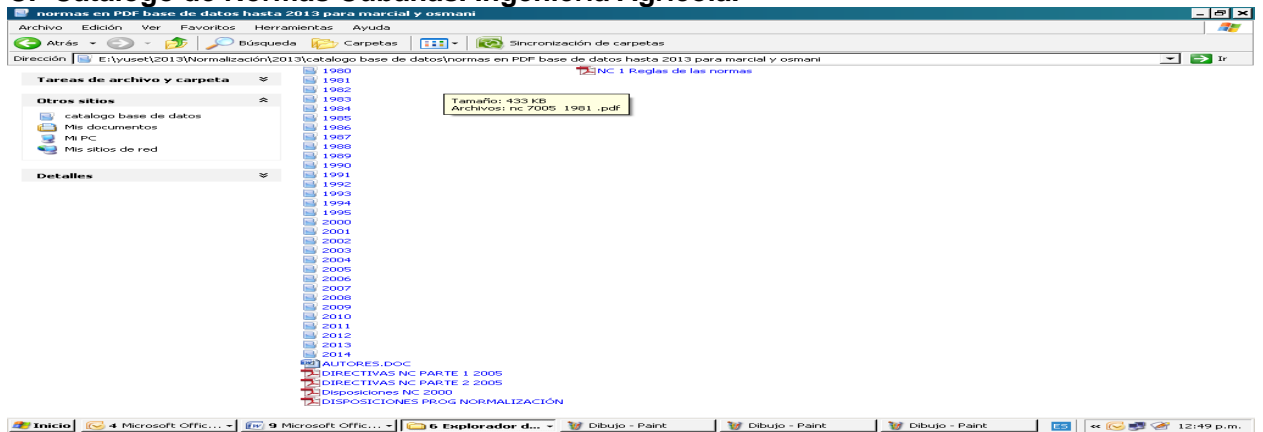 normas en PDF base de datos hasta 2013 para marcial y osmani
Archivo Edición Ver Favoritos Herramientas Ayuda
Atrás Búsqueda Carpetas Sincronización de carpetas
Dirección E:\yuset\2013\Normalización\2013\catalogo base de datos\normas en PDF base de datos hasta 2013 para marcial y osmani Ir
Tareas de archivo y carpeta
Otros sitios
catalogo base de datos
Mis documentos
Mi PC
Mis sitios de red
Detalles
1980
1981
1982
1983
1984
1985
1986
1987
1988
1989
1990
1991
1992
1993
1994
1995
2000
2001
2002
2003
2004
2005
2006
2007
2008
2009
2010
2011
2012
2013
2014
AUTORES.DOC
DIRECTIVAS NC PARTE 1 2005
DIRECTIVAS NC PARTE 2 2005
Disposiciones NC 2000
DISPOSICIONES PROG NORMALIZACIÓN
NC 1 Reglas de las normas
Tamaño: 433 KB
Archivos: nc 7005 1981 .pdf
Inicio 4 Microsoft Offic... 9 Microsoft Offic... 6 Explorador d... Dibujo - Paint Dibujo - Paint Dibujo - Paint ES « 12:49 p.m.